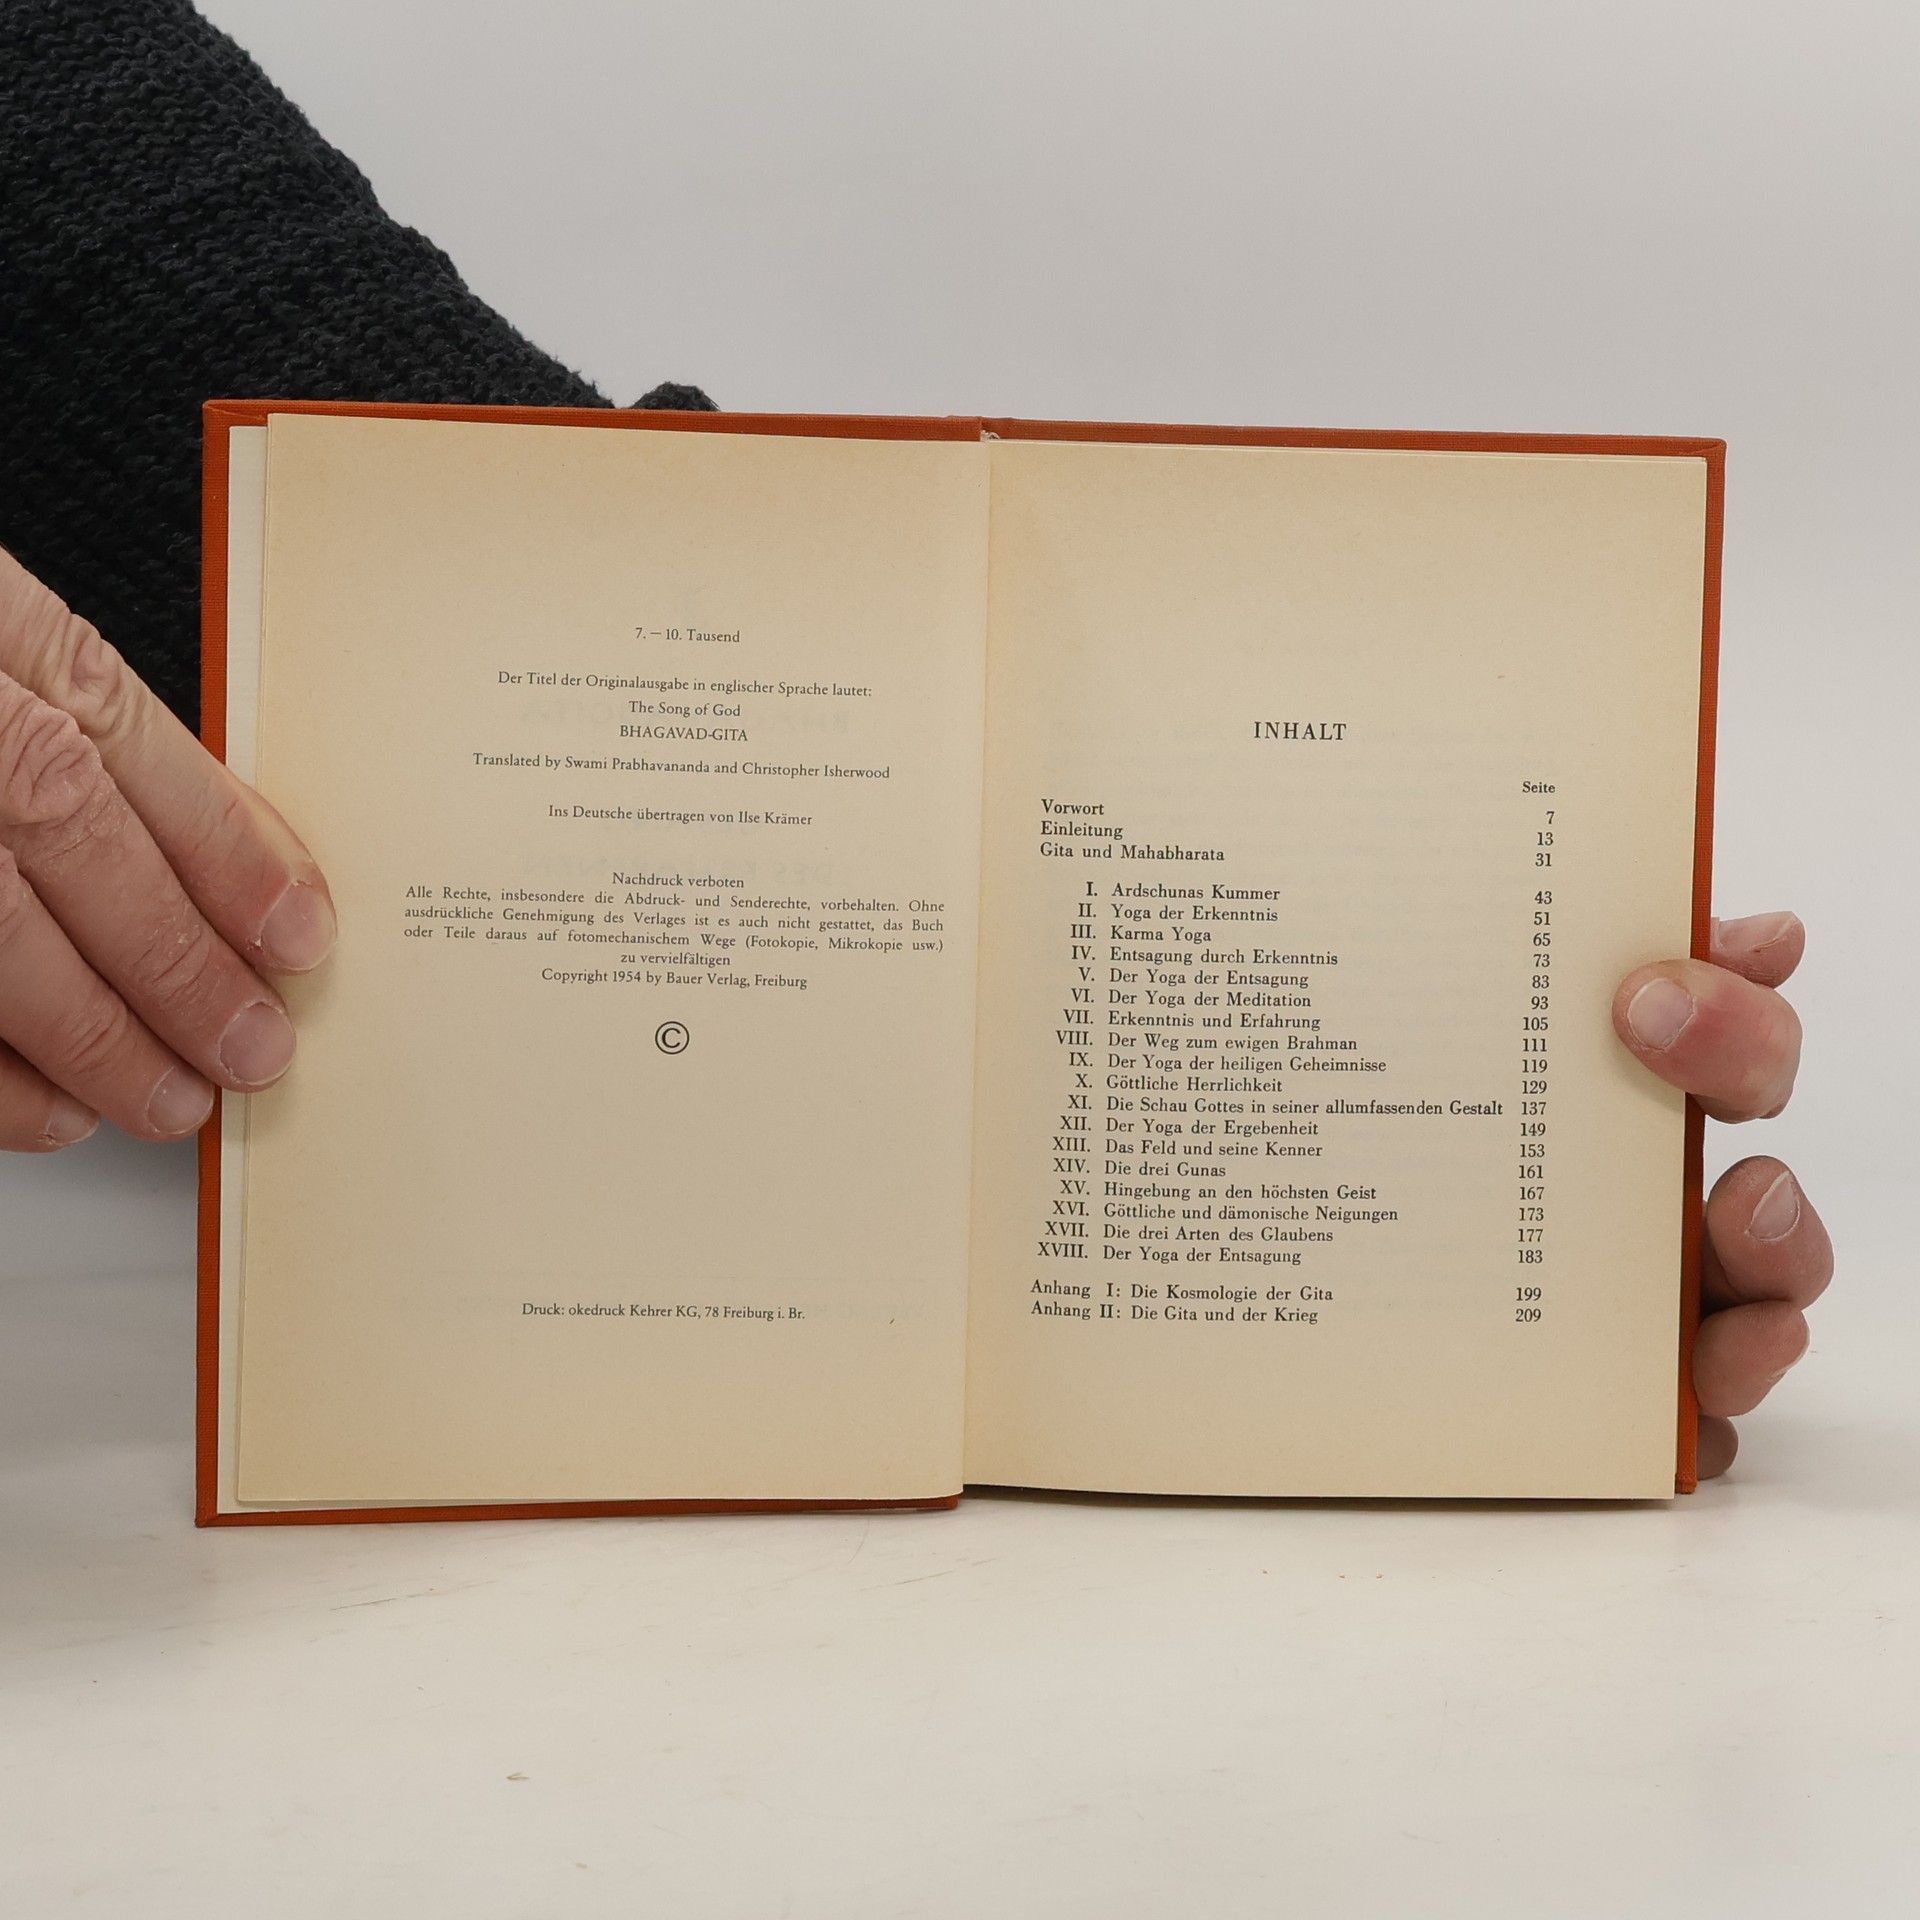 7. – 10. Tausend
Der Titel der Originalausgabe in englischer Sprache lautet:
The Song of God
BHAGAVAD-GITA
Translated by Swami Prabhavananda and Christopher Isherwood
Ins Deutsche übertragen von Ilse Krämer
Nachdruck verboten
Alle Rechte, insbesondere die Abdruck- und Senderechte, vorbehalten. Ohne
ausdrückliche Genehmigung des Verlages ist es auch nicht gestattet, das Buch
oder Teile daraus auf fotomechanischem Wege (Fotokopie, Mikrokopie usw.)
zu vervielfältigen
Copyright 1954 by Bauer Verlag, Freiburg
©
Druck: okedruck Kehrer KG, 78 Freiburg i. Br.
INHALT
Seite
Vorwort 7
Einleitung 13
Gita und Mahabharata 31
I. Ardschunas Kummer 43
II. Yoga der Erkenntnis 51
III. Karma Yoga 65
IV. Entsagung durch Erkenntnis 73
V. Der Yoga der Entsagung 83
VI. Der Yoga der Meditation 93
VII. Erkenntnis und Erfahrung 105
VIII. Der Weg zum ewigen Brahman 111
IX. Der Yoga der heiligen Geheimnisse 119
X. Göttliche Herrlichkeit 129
XI. Die Schau Gottes in seiner allumfassenden Gestalt 137
XII. Der Yoga der Ergebenheit 149
XIII. Das Feld und seine Kenner 153
XIV. Die drei Gunas 161
XV. Hingebung an den höchsten Geist 167
XVI. Göttliche und dämonische Neigungen 173
XVII. Die drei Arten des Glaubens 177
XVIII. Der Yoga der Entsagung 183
Anhang I: Die Kosmologie der Gita 199
Anhang II: Die Gita und der Krieg 209